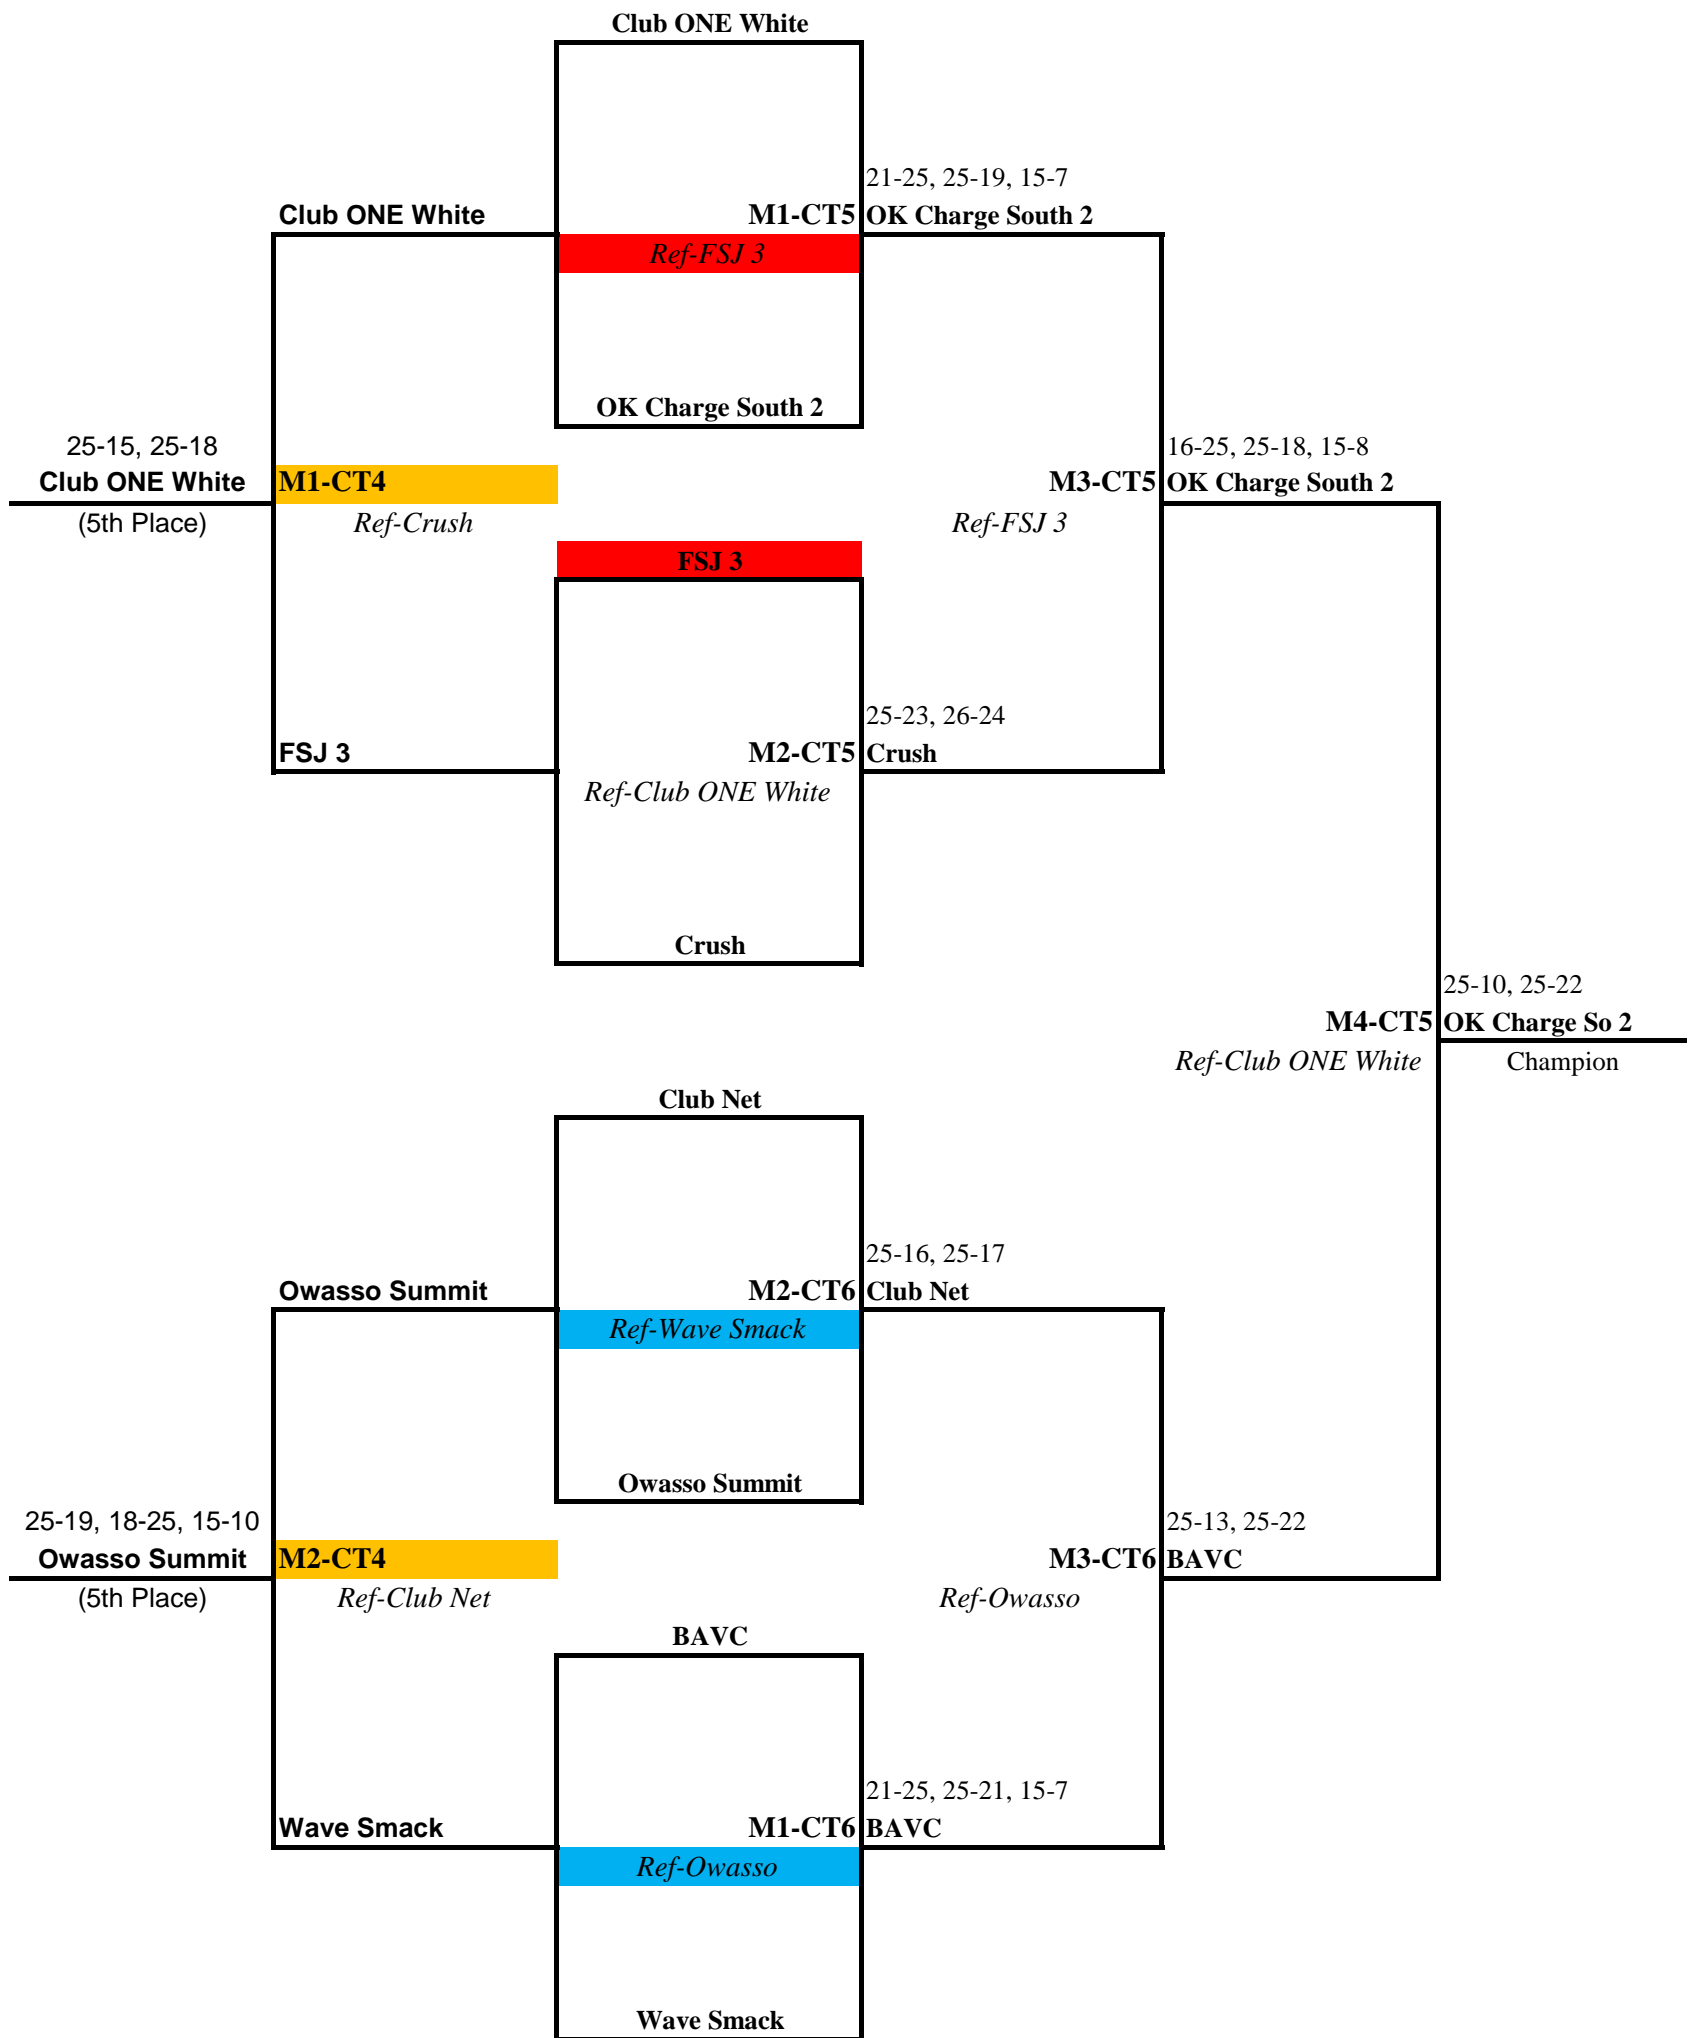 Club ONE White
21-25, 25-19, 15-7
Club ONE White
M1-CT5
OK Charge South 2
Ref-FSJ 3
OK Charge South 2
25-15, 25-18
16-25, 25-18, 15-8
Club ONE White
M1-CT4
M3-CT5
OK Charge South 2
(5th Place)
Ref-Crush
Ref-FSJ 3
FSJ 3
25-23, 26-24
FSJ 3
M2-CT5
Crush
Ref-Club ONE White
Crush
25-10, 25-22
M4-CT5
OK Charge So 2
Ref-Club ONE White
Champion
Club Net
25-16, 25-17
Owasso Summit
M2-CT6
Club Net
Ref-Wave Smack
Owasso Summit
25-19, 18-25, 15-10
25-13, 25-22
Owasso Summit
M2-CT4
M3-CT6
BAVC
(5th Place)
Ref-Club Net
Ref-Owasso
BAVC
21-25, 25-21, 15-7
Wave Smack
M1-CT6
BAVC
Ref-Owasso
Wave Smack